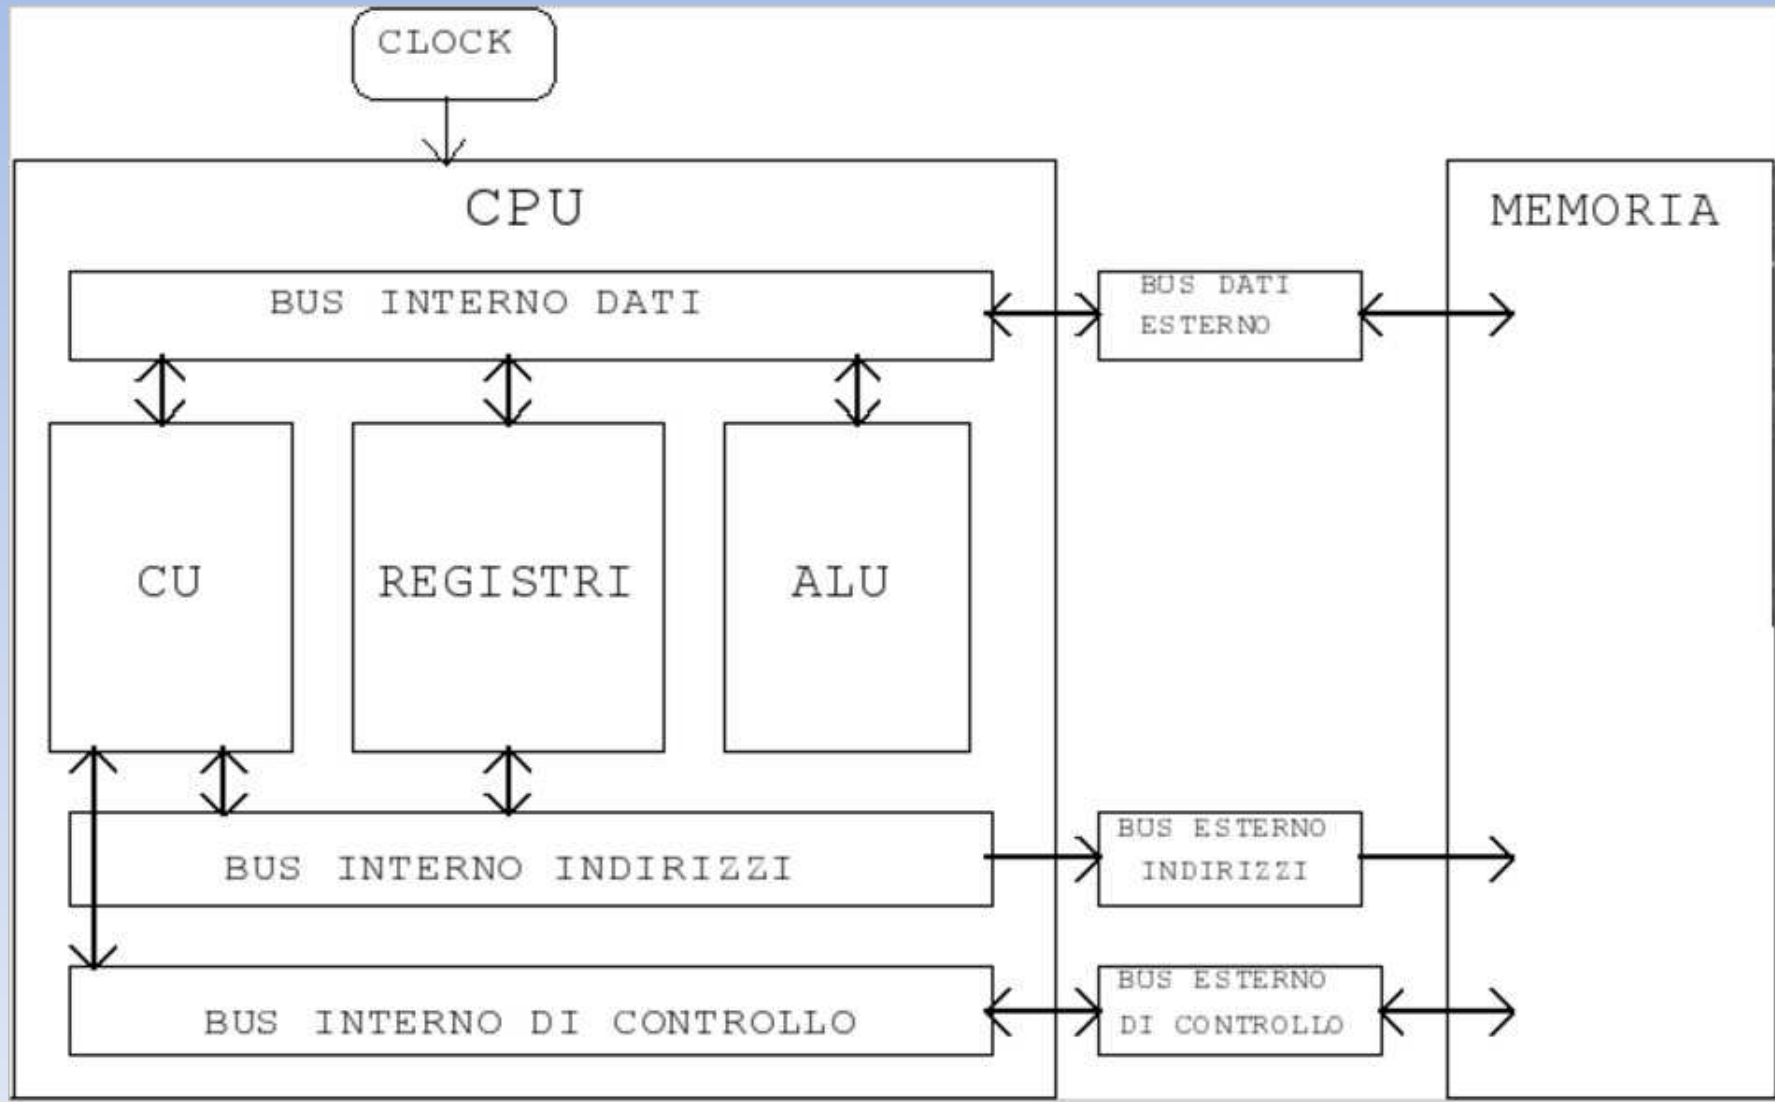 CLOCK
CPU
MEMORIA
BUS INTERNO DATI
BUS DATI
ESTERNO
CU
REGISTRI
ALU
BUS INTERNO INDIRIZZI
BUS ESTERNO
INDIRIZZI
BUS INTERNO DI CONTROLLO
BUS ESTERNO
DI CONTROLLO